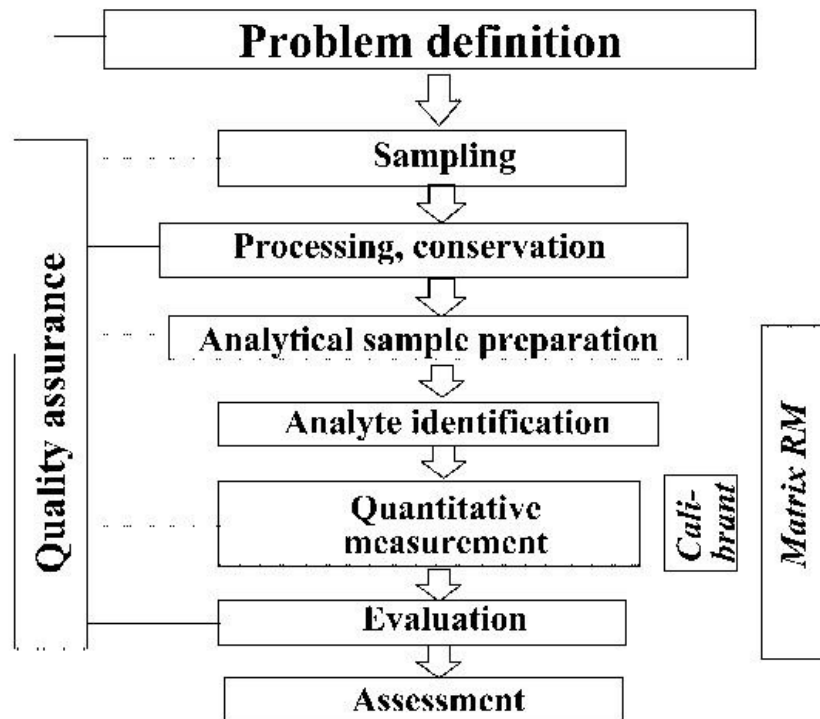 Problem definition
Sampling
Processing, conservation
Analytical sample preparation
Analyte identification
Quantitative
measurement
Evaluation
Assessment
Quality assurance
Cali-
brant
Matrix RM